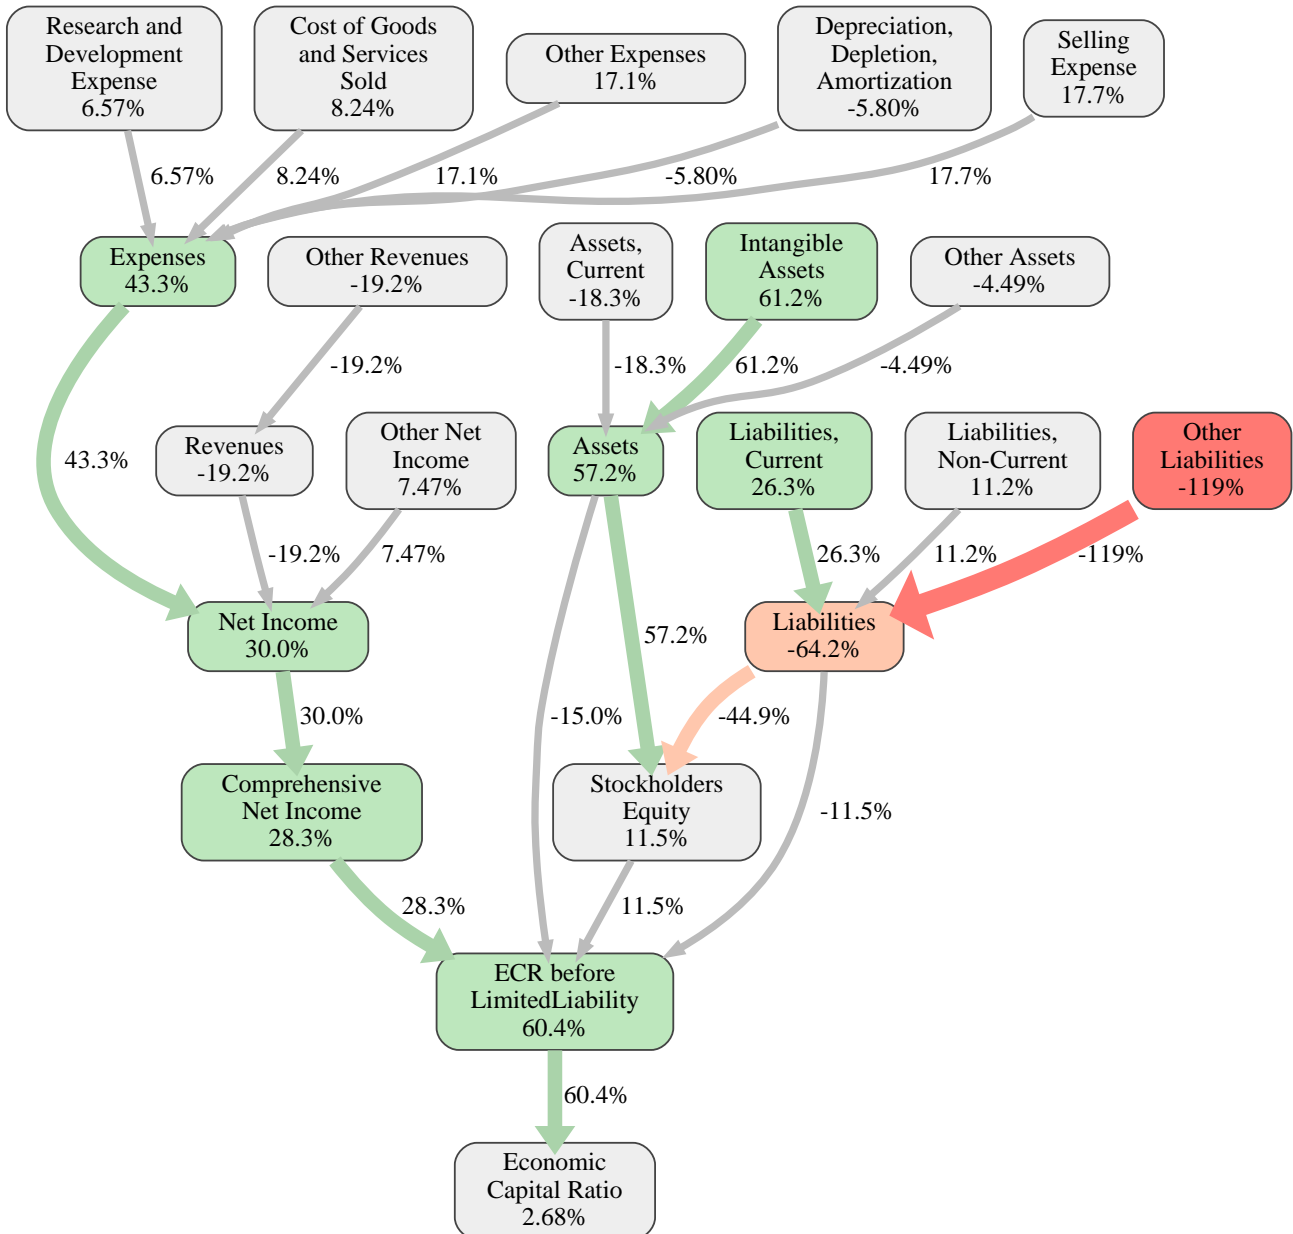 Research and
Development
Expense
6.57%
Cost of Goods
and Services
Sold
8.24%
Other Expenses
17.1%
Depreciation,
Depletion,
Amortization
-5.80%
Selling
Expense
17.7%
6.57%
8.24%
17.1%
-5.80%
17.7%
Expenses
43.3%
Other Revenues
-19.2%
Assets,
Current
-18.3%
Intangible
Assets
61.2%
Other Assets
-4.49%
-19.2%
-18.3%
61.2%
-4.49%
43.3%
Revenues
-19.2%
Other Net
Income
7.47%
Assets
57.2%
Liabilities,
Current
26.3%
Liabilities,
Non-Current
11.2%
Other
Liabilities
-119%
-19.2%
7.47%
26.3%
11.2%
-119%
Net Income
30.0%
57.2%
Liabilities
-64.2%
30.0%
-15.0%
-44.9%
Comprehensive
Net Income
28.3%
Stockholders
Equity
11.5%
-11.5%
28.3%
11.5%
ECR before
LimitedLiability
60.4%
60.4%
Economic
Capital Ratio
2.68%